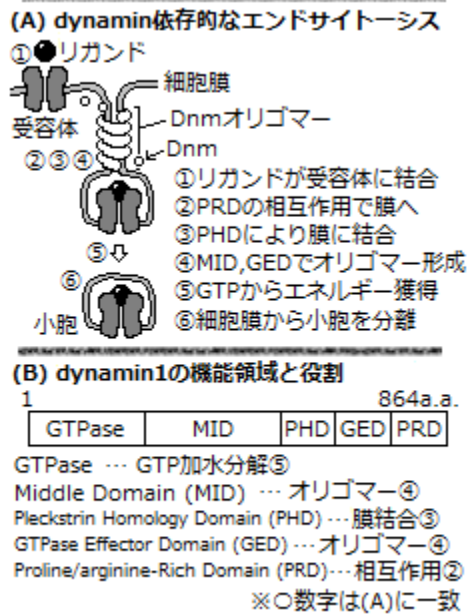 (A) dynamin依存的なエンドサイトーシス
①●リガンド
細胞膜
受容体
Dnmオリゴマー
②③④
Dnm
①リガンドが受容体に結合
②PRDの相互作用で膜へ
③PHDにより膜に結合
④MID,GEDでオリゴマー形成
⑤
⑤GTPからエネルギー獲得
⑥
小胞
⑥細胞膜から小胞を分離
(B) dynamin1の機能領域と役割
1 864a.a.
GTPase MID PHD GED PRD
GTPase … GTP加水分解⑤
Middle Domain (MID) … オリゴマー④
Pleckstrin Homology Domain (PHD)…膜結合③
GTPase Effector Domain (GED)…オリゴマー④
Proline/arginine-Rich Domain (PRD)…相互作用②
※○数字は(A)に一致